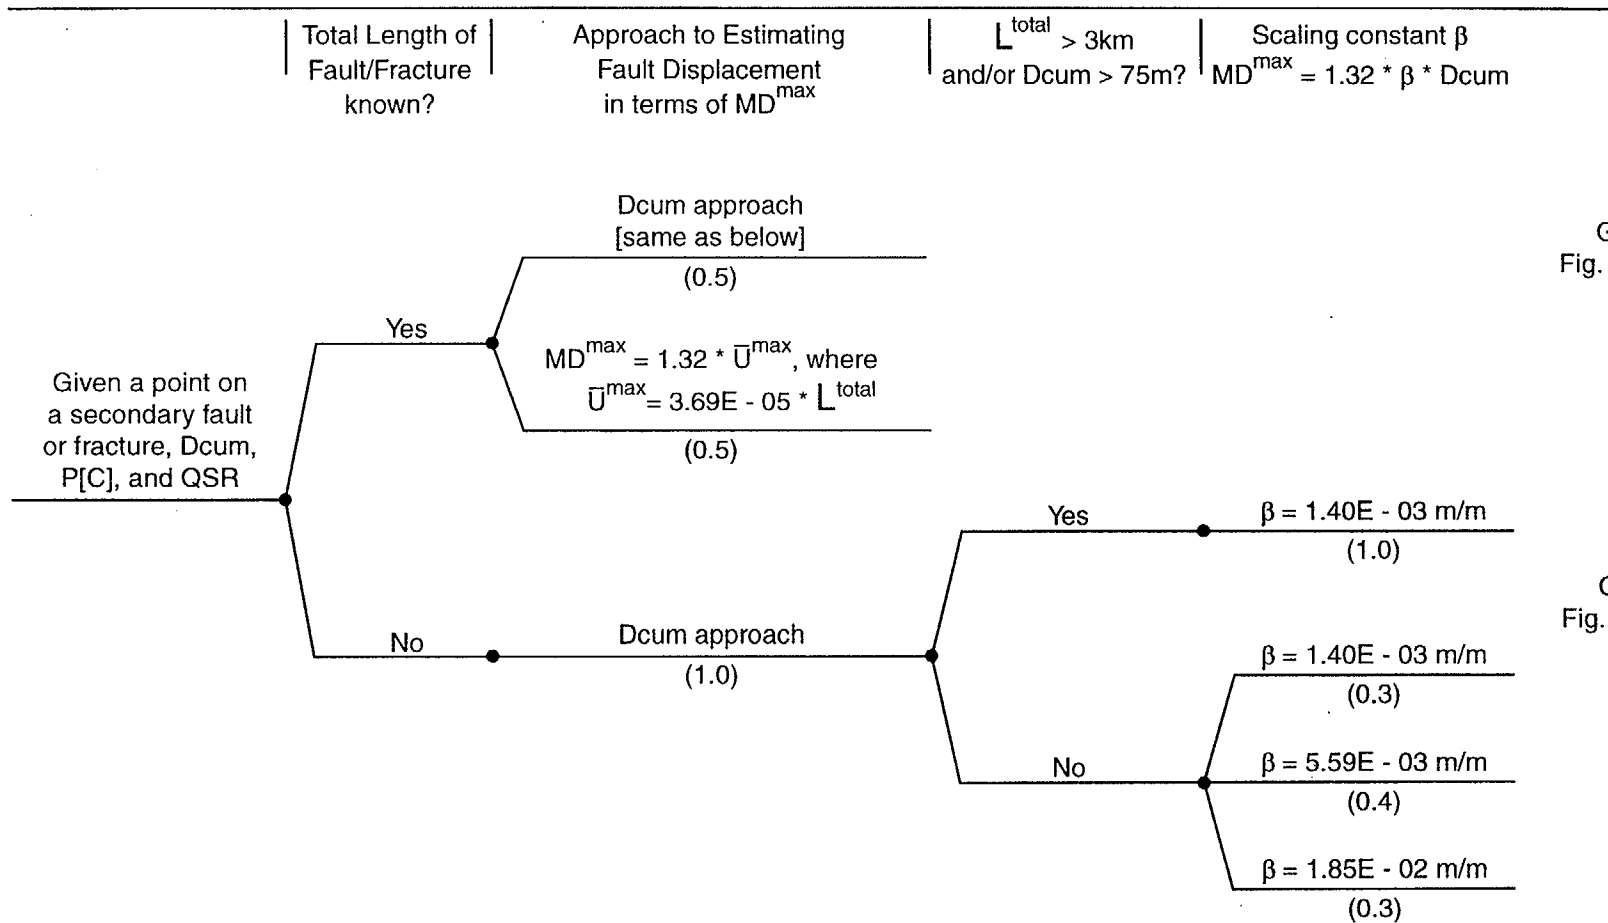 Total Length of
Fault/Fracture
known?
Approach to Estimating
Fault Displacement
in terms of MD^max
L^total > 3km
and/or Dcum > 75m?
Scaling constant β
MD^max = 1.32 * β * Dcum
Dcum approach
[same as below]
(0.5)
Yes
MD^max = 1.32 * U̅^max, where
U̅^max = 3.69E - 05 * L^total
(0.5)
Given a point on
a secondary fault
or fracture, Dcum,
P[C], and QSR
Yes
β = 1.40E - 03 m/m
(1.0)
No
Dcum approach
(1.0)
β = 1.40E - 03 m/m
(0.3)
No
β = 5.59E - 03 m/m
(0.4)
β = 1.85E - 02 m/m
(0.3)
Fig.
Fig.